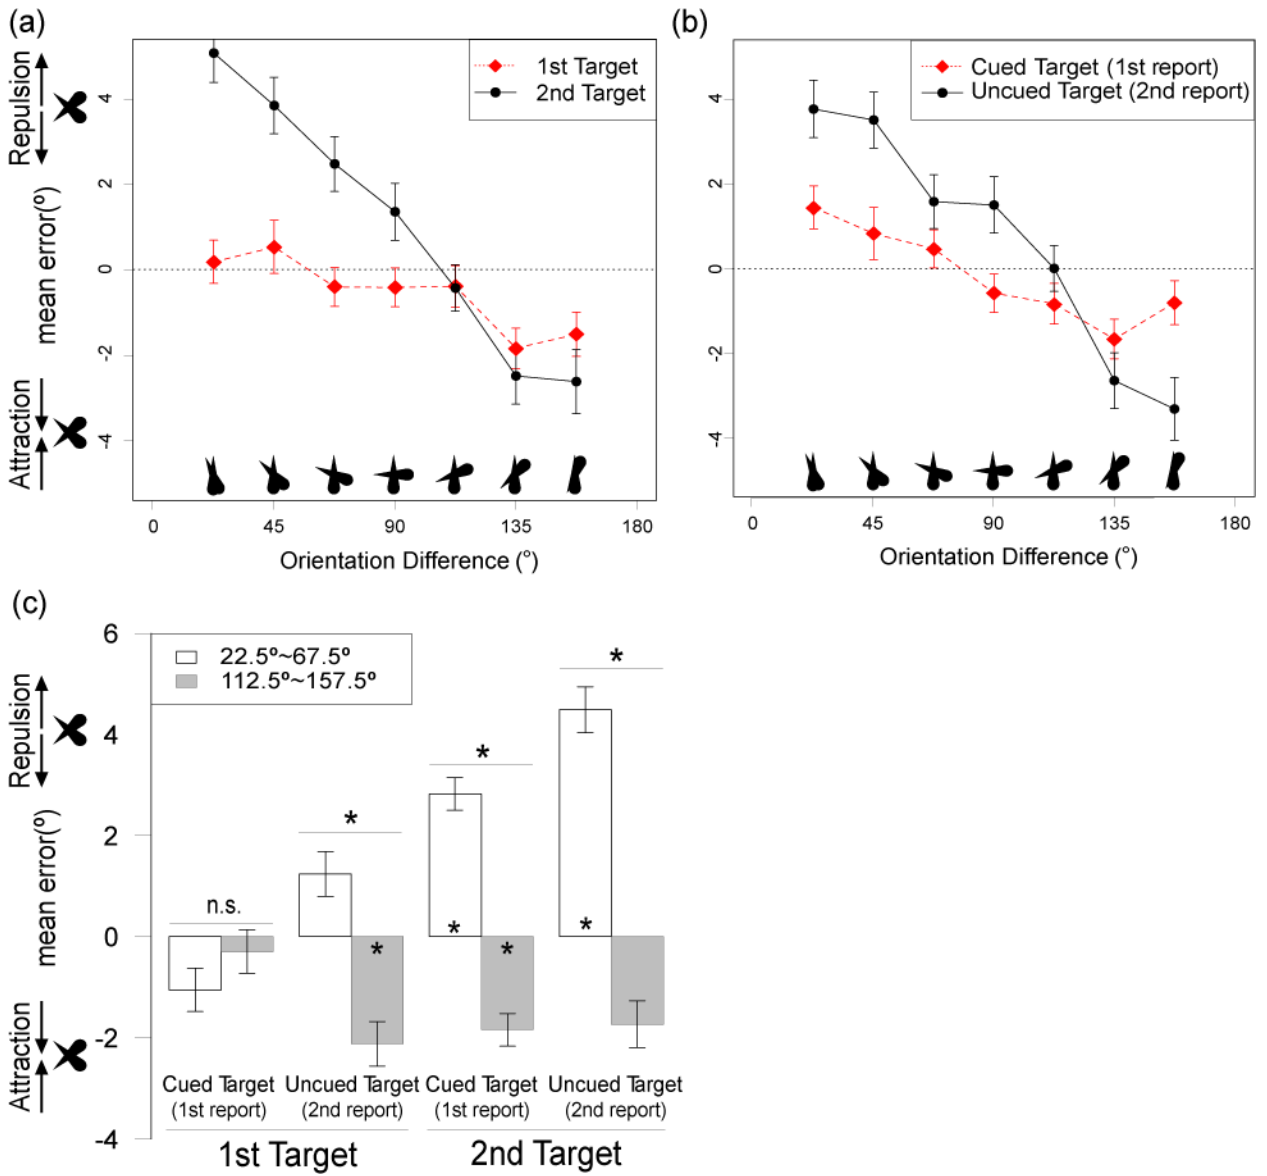 (a)
Repulsion
mean error(º)
Attraction
4
2
0
-2
-4
1st Target
2nd Target
0 45 90 135 180
Orientation Difference (°)
(b)
4
2
0
-2
-4
Cued Target (1st report)
Uncued Target (2nd report)
0 45 90 135 180
Orientation Difference (°)
(c)
Repulsion
mean error(º)
Attraction
6
4
2
0
-2
-4
22.5º~67.5º
112.5º~157.5º
n.s.
*
*
*
*
*
*
*
Cued Target Uncued Target Cued Target Uncued Target
(1st report) (2nd report) (1st report) (2nd report)
1st Target 2nd Target